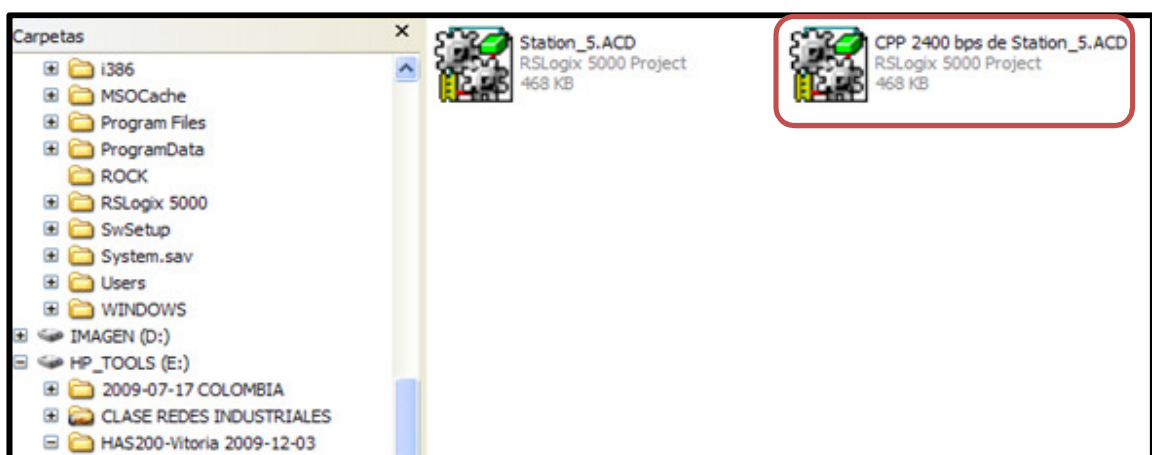 Carpetas
i386
MSOCache
Program Files
ProgramData
ROCK
RSLogix 5000
SwSetup
System.sav
Users
WINDOWS
IMAGEN (D:)
HP_TOOLS (E:)
2009-07-17 COLOMBIA
CLASE REDES INDUSTRIALES
HAS200-Vitoria 2009-12-03
Station_5.ACD
RSLogix 5000 Project
468 KB
CPP 2400 bps de Station_5.ACD
RSLogix 5000 Project
468 KB